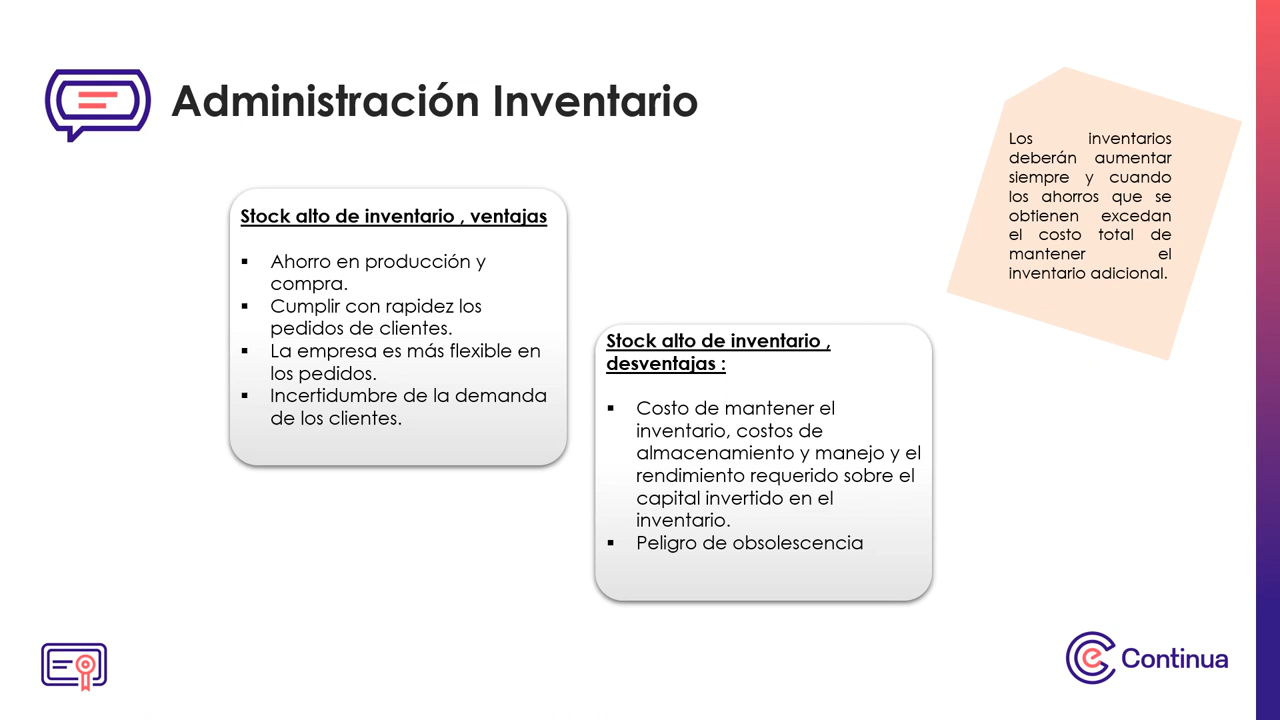 Administración Inventario
Los inventarios
deberán aumentar
siempre y cuando
los ahorros que se
obtienen excedan
el costo total de
mantener el
inventario adicional.
Stock alto de inventario , ventajas
▪ Ahorro en producción y
compra.
▪ Cumplir con rapidez los
pedidos de clientes.
▪ La empresa es más flexible en
los pedidos.
▪ Incertidumbre de la demanda
de los clientes.
Stock alto de inventario ,
desventajas :
▪ Costo de mantener el
inventario, costos de
almacenamiento y manejo y el
rendimiento requerido sobre el
capital invertido en el
inventario.
▪ Peligro de obsolescencia
Continua